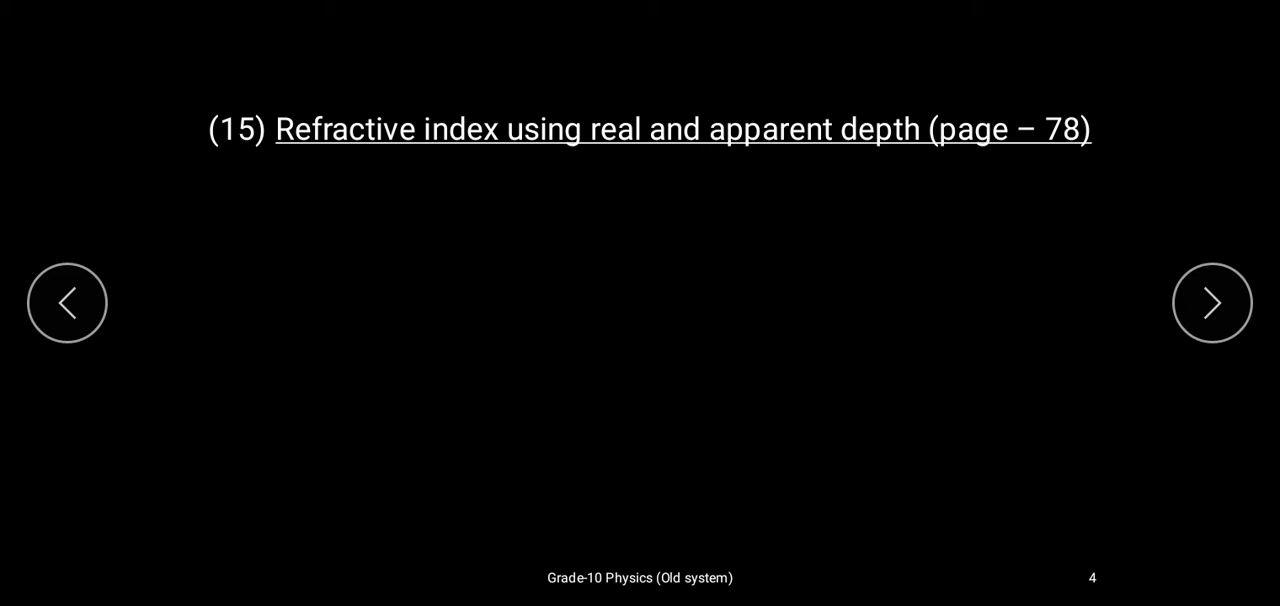 (15) Refractive index using real and apparent depth (page – 78)
Grade-10 Physics (Old system)
4